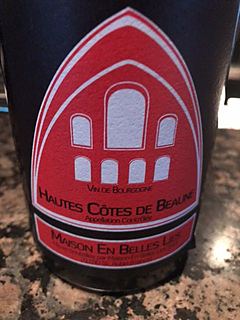 Vin de Bourgogne
Hautes Côtes de Beaune
Appellation Contrôlée
Maison En Belles Lies